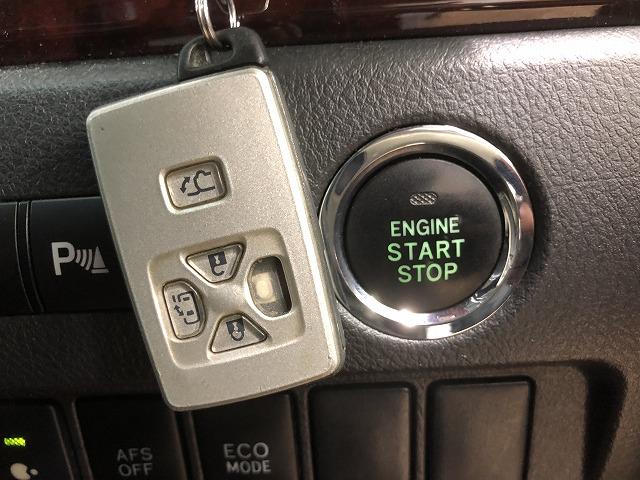 ENGINE
START
STOP
P
AFS
OFF
ECO
MODE